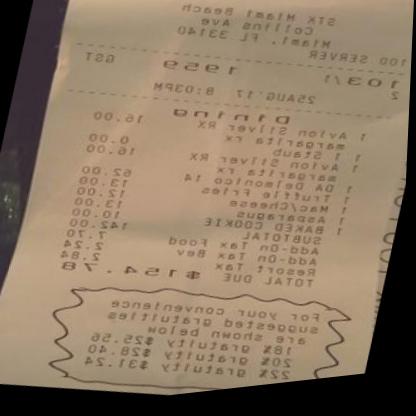 STK Miami Beach
Collins Ave
Miami, FL. 33140
100 SERVER
103/1 1959 GST 2
25AUG'17 8:03PM
Dining
1 Avion Silver RX 16.00
margarita rx
1 1 Staub 0.00
1 Avion Silver RX 16.00
margarita rx
1 DA Delmonico 14 62.00
1 Truffle Fries 13.00
1 Mac/Cheese 12.00
1 Asparagus 13.00
1 BAKED COOKIE 10.00
SUBTOTAL 142.00
Add-On Tax Food 7.70
Add-On Tax Bev 2.24
Resort Tax 2.84
TOTAL DUE $154.78
For your convenience
suggested gratuities
are shown below
18% gratuity $25.56
20% gratuity $28.40
22% gratuity $31.24